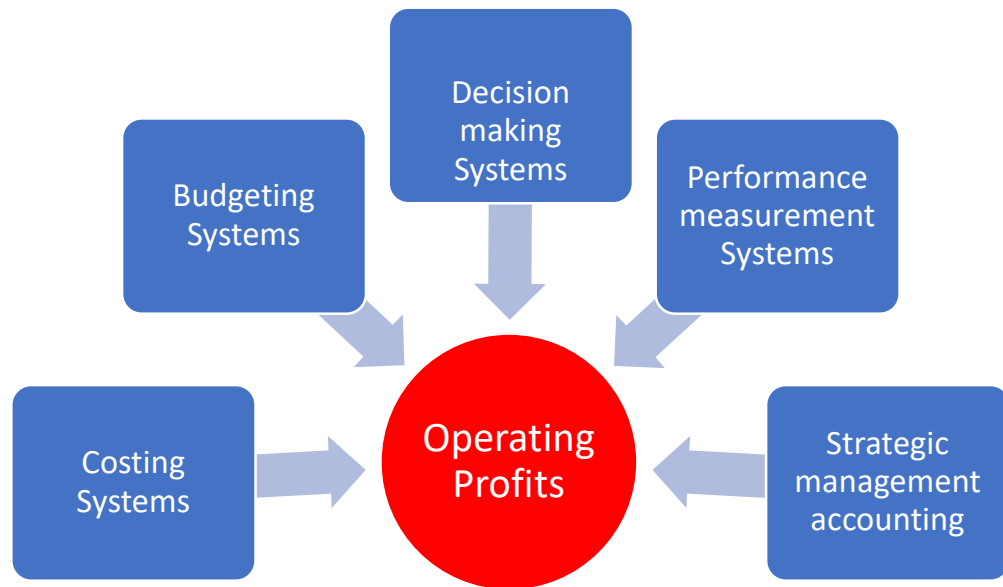 Decision
making
Systems
Budgeting
Systems
Performance
measurement
Systems
Costing
Systems
Operating
Profits
Strategic
management
accounting